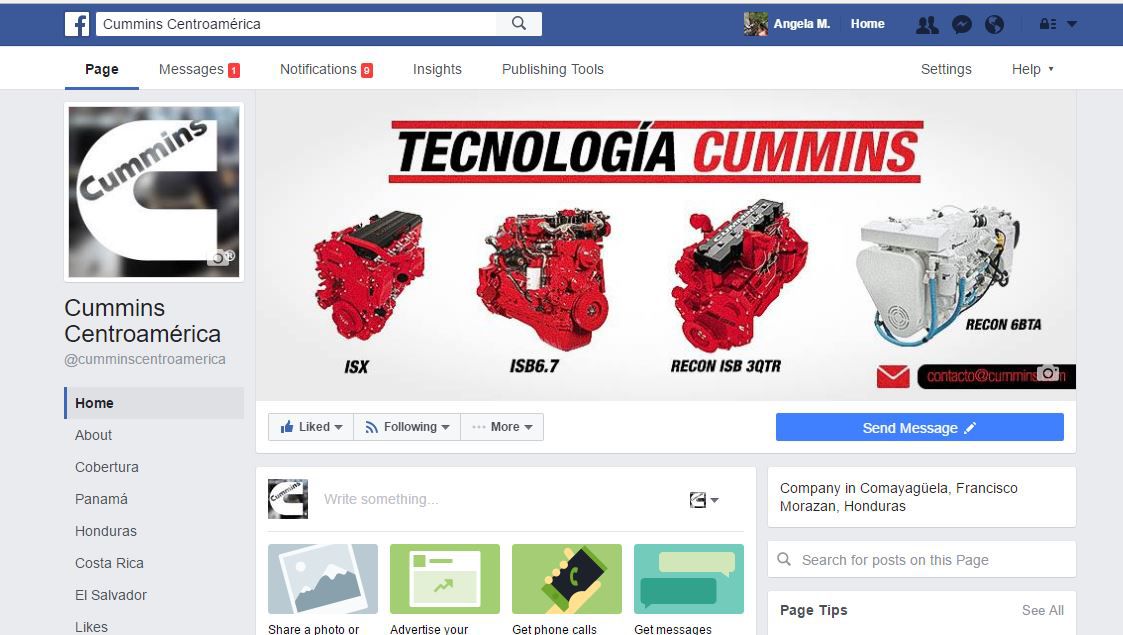 Cummins Centroamérica
Angela M.
Home
Page
Messages 1
Notifications 9
Insights
Publishing Tools
Settings
Help
Cummins
TECNOLOGÍA CUMMINS
ISX
ISB6.7
RECON ISB 3QTR
RECON 6BTA
Cummins
Centroamérica
@cumminscentroamerica
Home
About
Cobertura
Panamá
Honduras
Costa Rica
El Salvador
Likes
Liked
Following
More
Send Message
Cummins
Write something...
Share a photo or
Advertise your
Get phone calls
Get messages
Company in Comayagüela, Francisco
Morazan, Honduras
Search for posts on this Page
Page Tips
See All